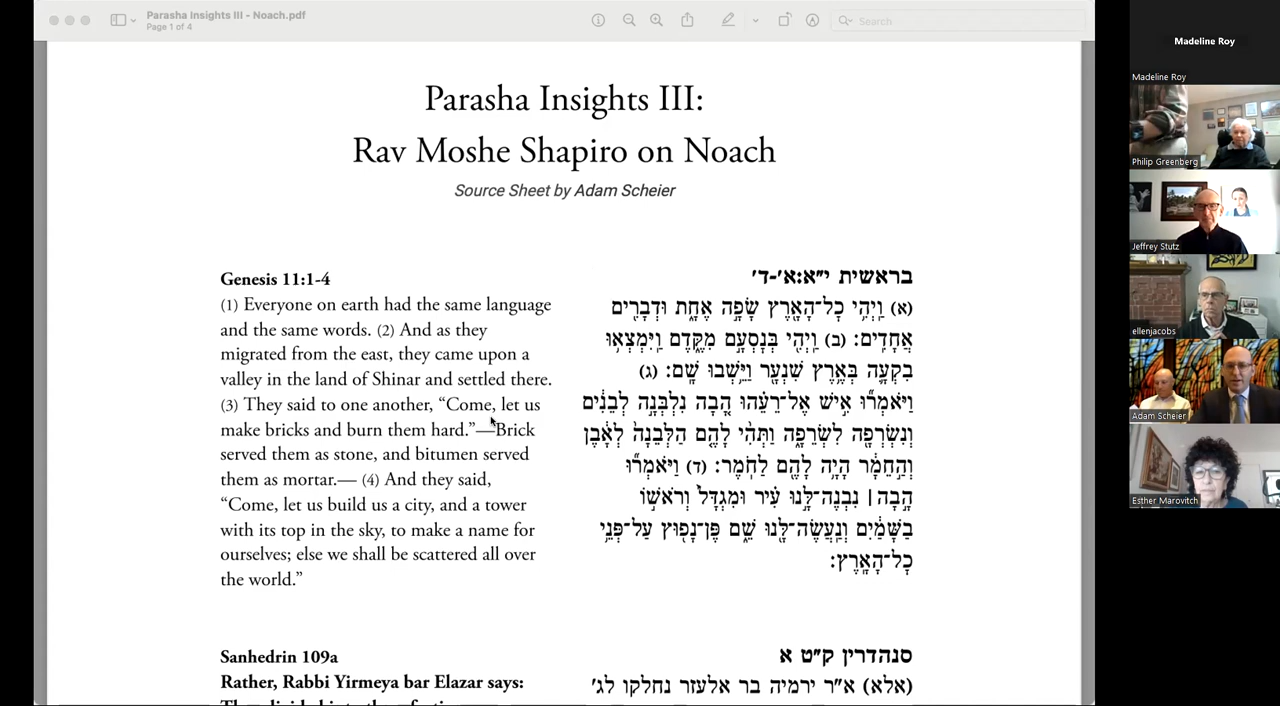 Parasha Insights III - Noach.pdf
Page 1 of 4
Search
Parasha Insights III:
Rav Moshe Shapiro on Noach
Source Sheet by Adam Scheier
Genesis 11:1-4
(1) Everyone on earth had the same language
and the same words. (2) And as they
migrated from the east, they came upon a
valley in the land of Shinar and settled there.
(3) They said to one another, “Come, let us
make bricks and burn them hard.”—Brick
served them as stone, and bitumen served
them as mortar.— (4) And they said,
“Come, let us build us a city, and a tower
with its top in the sky, to make a name for
ourselves; else we shall be scattered all over
the world.”
בראשית י״א:א׳-ד׳
(א) וַֽיְהִ֥י כׇל־הָאָ֖רֶץ שָׂפָ֣ה אֶחָ֑ת וּדְבָרִ֖ים
אֲחָדִֽים׃ (ב) וַֽיְהִ֖י בְּנׇסְעָ֣ם מִקֶּ֑דֶם וַֽיִּמְצְא֥וּ
בִקְעָ֛ה בְּאֶ֥רֶץ שִׁנְעָ֖ר וַיֵּ֥שְׁבוּ שָֽׁם׃ (ג)
וַיֹּאמְר֞וּ אִ֣ישׁ אֶל־רֵעֵ֗הוּ הָ֚בָה נִלְבְּנָ֣ה לְבֵנִ֔ים
וְנִשְׂרְפָ֖ה לִשְׂרֵפָ֑ה וַתְּהִ֨י לָהֶ֤ם הַלְּבֵנָה֙ לְאָ֔בֶן
וְהַ֣חֵמָ֔ר הָיָ֥ה לָהֶ֖ם לַחֹֽמֶר׃ (ד) וַיֹּאמְר֞וּ
הָ֣בָה ׀ נִבְנֶה־לָּ֣נוּ עִ֗יר וּמִגְדָּל֙ וְרֹאשׁ֣וֹ
בַשָּׁמַ֔יִם וְנַֽעֲשֶׂה־לָּ֖נוּ שֵׁ֑ם פֶּן־נָפ֖וּץ עַל־פְּנֵ֥י
כׇל־הָאָֽרֶץ׃
Sanhedrin 109a
Rather, Rabbi Yirmeya bar Elazar says:
סנהדרין ק״ט א
(אלא) א״ר ירמיה בר אלעזר נחלקו לג׳
Madeline Roy
Madeline Roy
Philip Greenberg
Jeffrey Stutz
ellenjacobs
Adam Scheier
Esther Marovitch